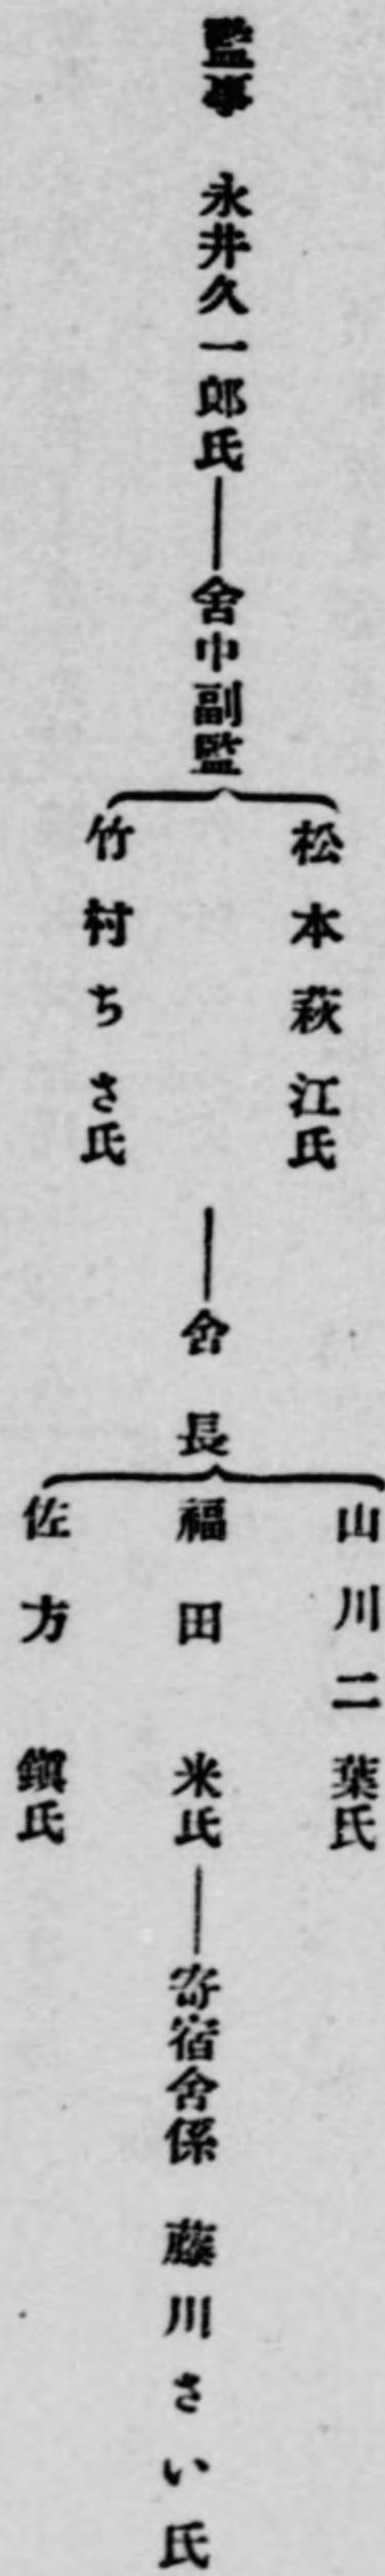 監事　永井久一郎氏―舍中副監
松本萩江氏
竹村ちさ氏
―舍長
山川二葉氏
福田米氏―寄宿舍係　藤川さい氏
佐方鎭氏